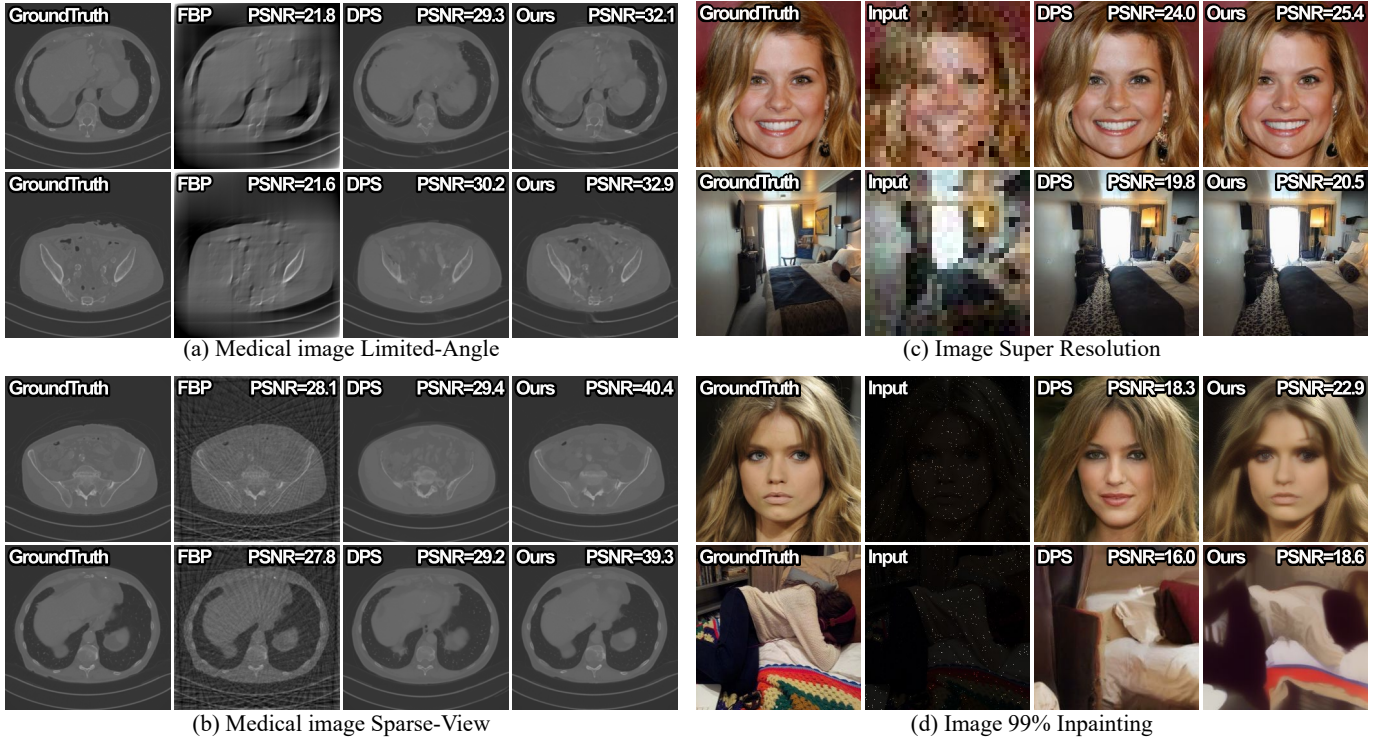 GroundTruth FBP PSNR=21.8 DPS PSNR=29.3 Ours PSNR=32.1
GroundTruth FBP PSNR=21.6 DPS PSNR=30.2 Ours PSNR=32.9
(a) Medical image Limited-Angle
GroundTruth Input DPS PSNR=24.0 Ours PSNR=25.4
GroundTruth Input DPS PSNR=19.8 Ours PSNR=20.5
(c) Image Super Resolution
GroundTruth FBP PSNR=28.1 DPS PSNR=29.4 Ours PSNR=40.4
GroundTruth FBP PSNR=27.8 DPS PSNR=29.2 Ours PSNR=39.3
(b) Medical image Sparse-View
GroundTruth Input DPS PSNR=18.3 Ours PSNR=22.9
GroundTruth Input DPS PSNR=16.0 Ours PSNR=18.6
(d) Image 99% Inpainting